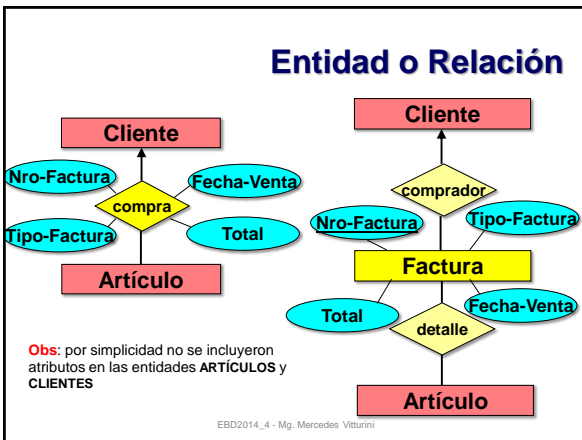 Entidad o Relación
Cliente
Nro-Factura
Fecha-Venta
compra
Tipo-Factura
Total
Artículo
Cliente
comprador
Nro-Factura
Tipo-Factura
Factura
Total
Fecha-Venta
detalle
Artículo
Obs: por simplicidad no se incluyeron
atributos en las entidades ARTÍCULOS y
CLIENTES
EBD2014_4 - Mg. Mercedes Vitturini